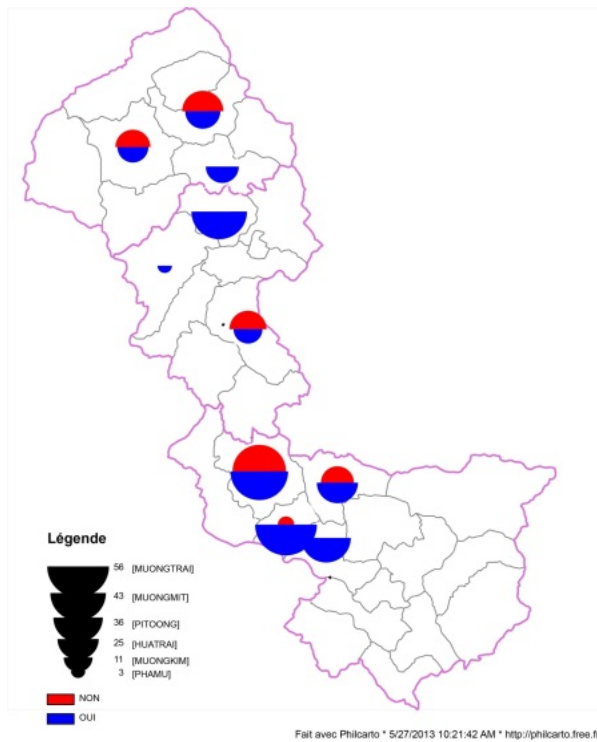 Légende
56 [MUONGTRAI]
43 [MUONGMIT]
36 [PITOONG]
25 [HUATRAI]
11 [MUONGKIM]
3 [PHAMU]
NON
OUI
Fait avec Philcarto * 5/27/2013 10:21:42 AM * http://philcarto.free.f